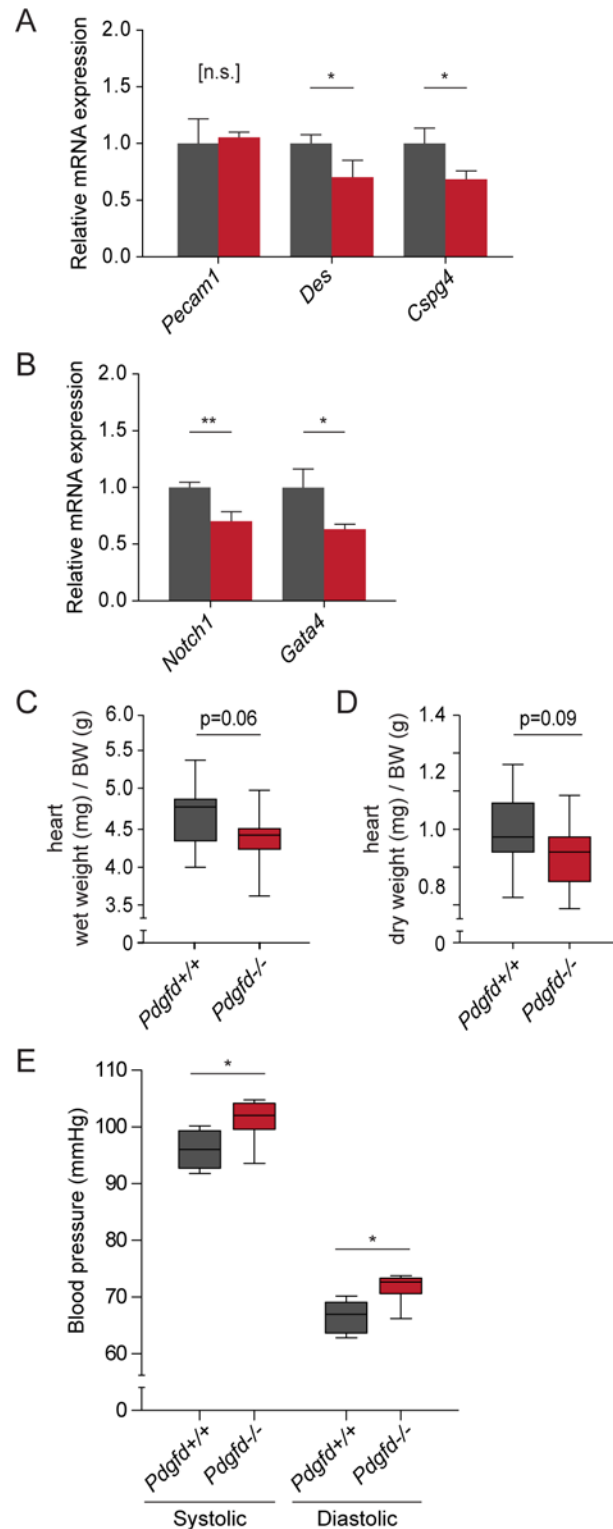 A
Relative mRNA expression
2.0
1.5
1.0
0.5
0.0
[n.s.]
*
*
Pecam1
Des
Cspg4
B
Relative mRNA expression
2.0
1.5
1.0
0.5
0.0
**
*
Notch1
Gata4
C
heart
wet weight (mg) / BW (g)
6.0
5.5
5.0
4.5
4.0
3.5
0
p=0.06
Pdgfd+/+
Pdgfd-/-
D
heart
dry weight (mg) / BW (g)
1.4
1.2
1.0
0.8
0
p=0.09
Pdgfd+/+
Pdgfd-/-
E
Blood pressure (mmHg)
110
100
90
80
70
60
0
*
*
Pdgfd+/+
Pdgfd-/-
Pdgfd+/+
Pdgfd-/-
Systolic
Diastolic